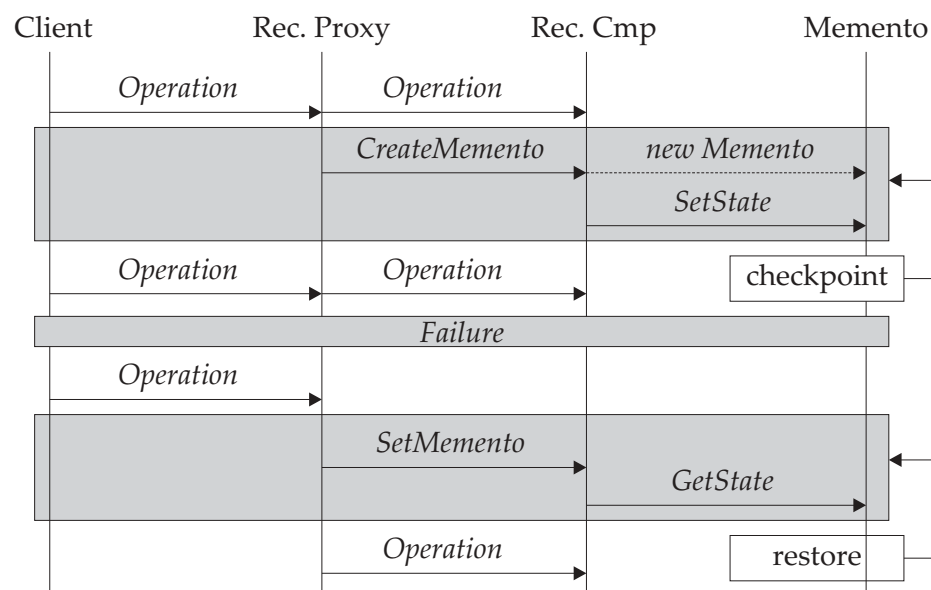 Client Rec. Proxy Rec. Cmp Memento
Operation Operation
CreateMemento new Memento
SetState
Operation Operation
checkpoint
Failure
Operation
SetMemento
GetState
Operation
restore